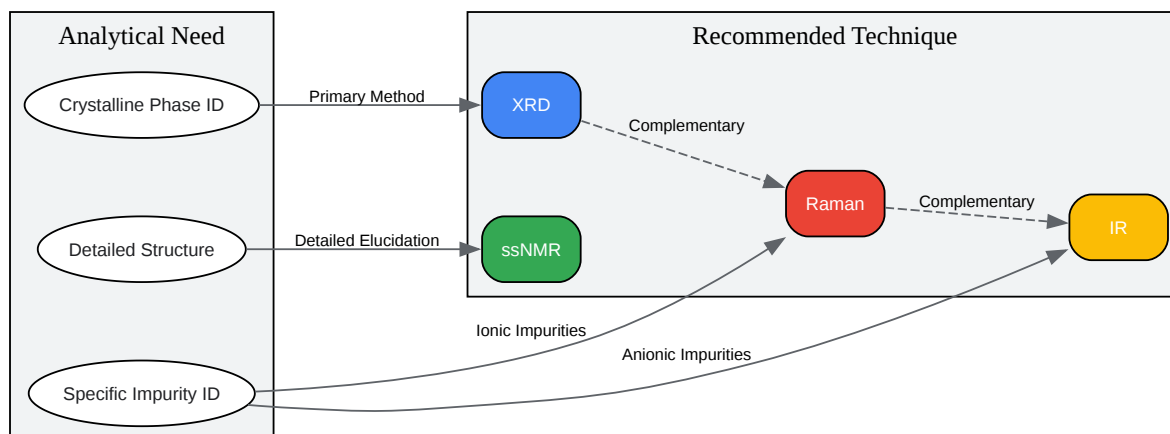 Analytical Need
Recommended Technique
Crystalline Phase ID
Primary Method
XRD
Complementary
Raman
Complementary
IR
Detailed Structure
Detailed Elucidation
ssNMR
Ionic Impurities
Anionic Impurities
Specific Impurity ID